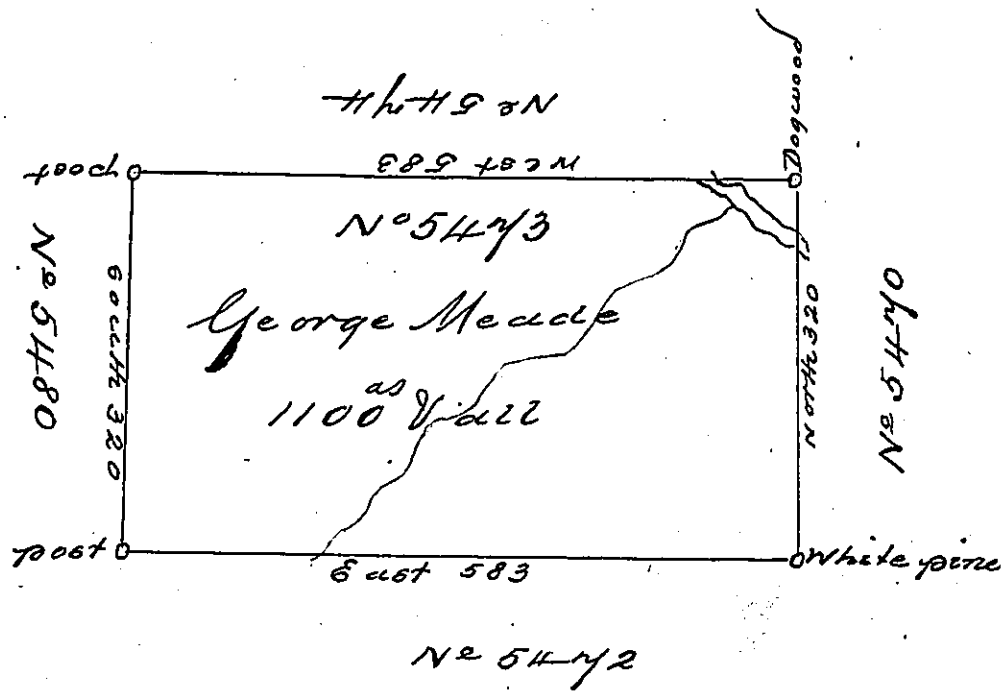 Dogwood
No 5474
West 583
post
No 5473
George Meade
1100 as & all
No 5480
South 320
North 320
No 5470
post
East 583
White pine
No 5472